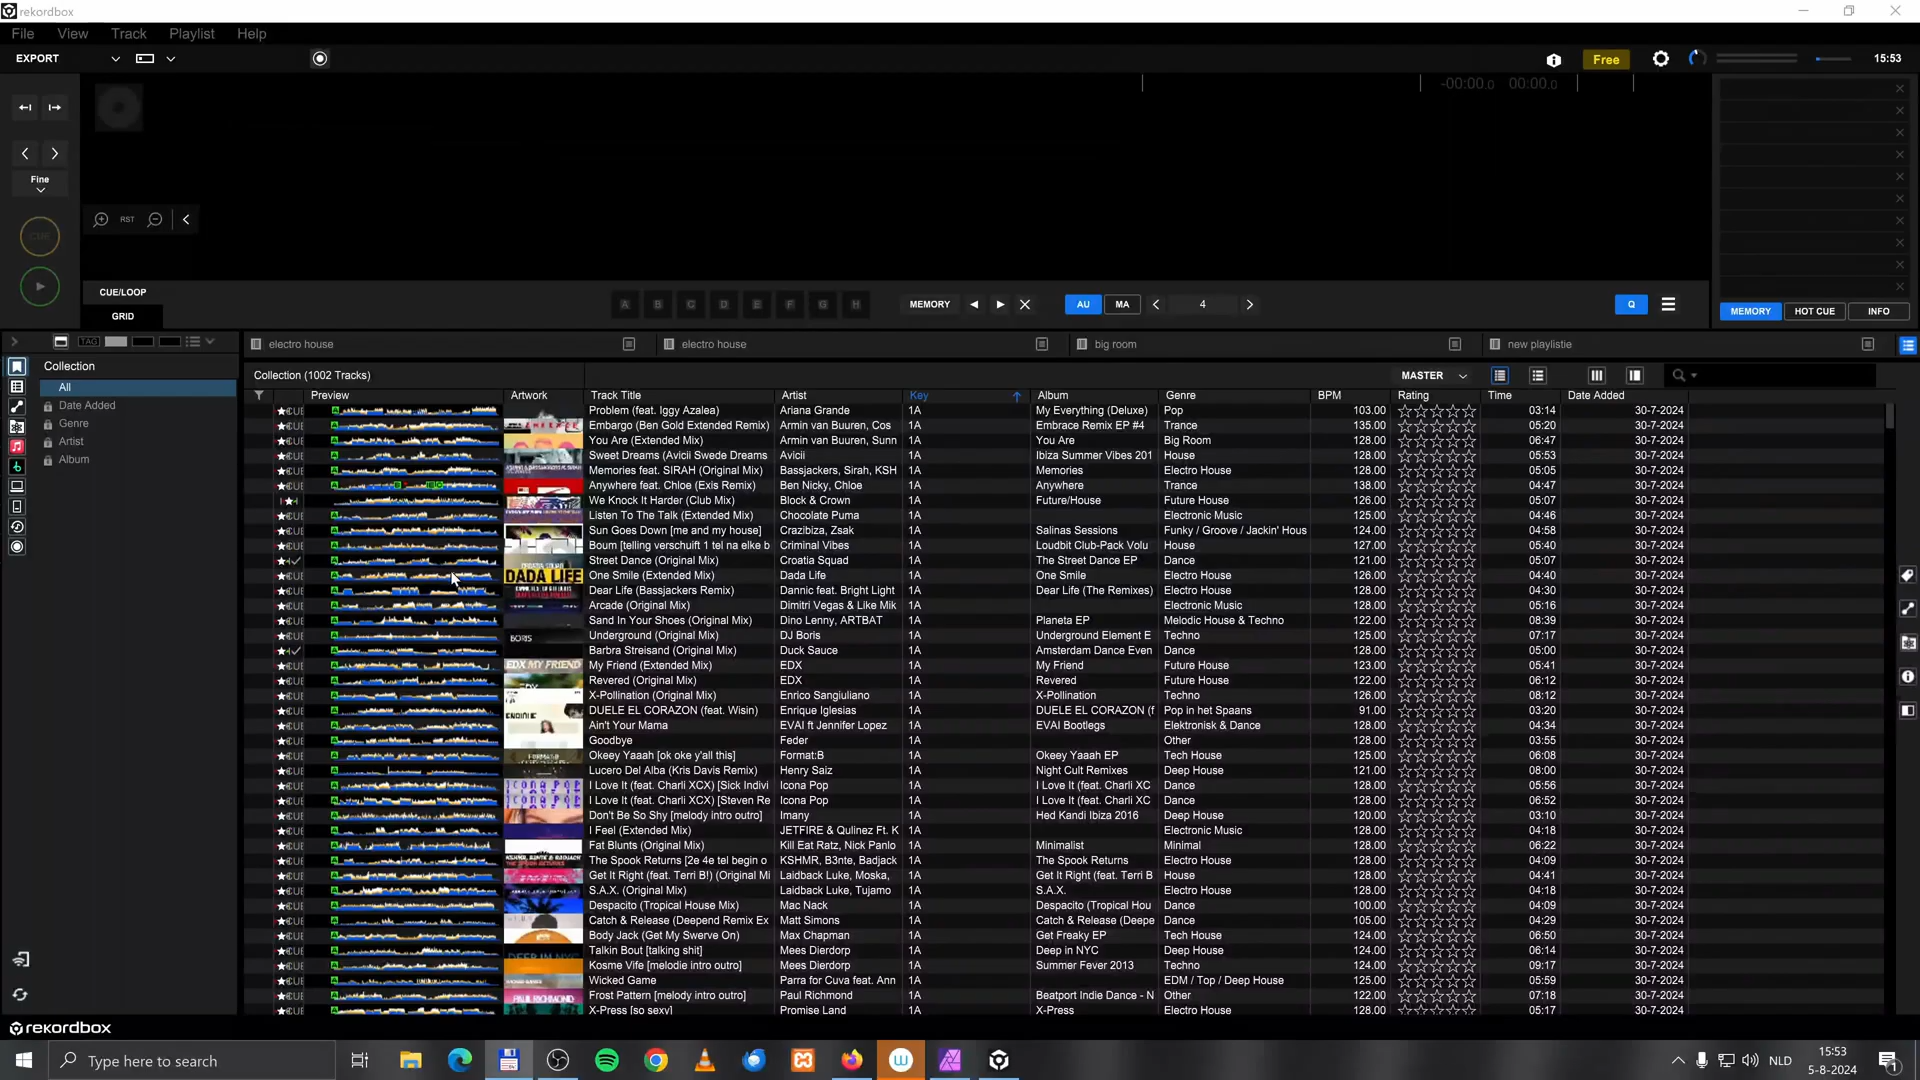 rekordbox
File View Track Playlist Help
EXPORT
Free
15:53
-00:00.0 00:00.0
Fine
RST
CUE
CUE/LOOP
GRID
A B C D E F G H
MEMORY
AU MA 4
Q
MEMORY HOT CUE INFO
TAG
electro house
electro house
big room
new playlistie
Collection
All
Date Added
Genre
Artist
Album
Collection (1002 Tracks)
MASTER
Preview Artwork Track Title Artist Key Album Genre BPM Rating Time Date Added
Problem (feat. Iggy Azalea) Ariana Grande 1A My Everything (Deluxe) Pop 103.00 03:14 30-7-2024
Embargo (Ben Gold Extended Remix) Armin van Buuren, Cos 1A Embrace Remix EP #4 Trance 135.00 05:20 30-7-2024
You Are (Extended Mix) Armin van Buuren, Sunn 1A You Are Big Room 128.00 06:47 30-7-2024
Sweet Dreams (Avicii Swede Dreams Avicii 1A Ibiza Summer Vibes 201 House 128.00 05:53 30-7-2024
Memories feat. SIRAH (Original Mix) Bassjackers, Sirah, KSH 1A Memories Electro House 128.00 05:05 30-7-2024
Anywhere feat. Chloe (Exis Remix) Ben Nicky, Chloe 1A Anywhere Trance 138.00 04:47 30-7-2024
We Knock It Harder (Club Mix) Block & Crown 1A Future/House Future House 126.00 05:07 30-7-2024
Listen To The Talk (Extended Mix) Chocolate Puma 1A Electronic Music 125.00 04:46 30-7-2024
Sun Goes Down [me and my house] Crazibiza, Zsak 1A Salinas Sessions Funky / Groove / Jackin' Hous 124.00 04:58 30-7-2024
Boum [telling verschuift 1 tel na elke b Criminal Vibes 1A Loudbit Club-Pack Volu House 127.00 05:40 30-7-2024
Street Dance (Original Mix) Croatia Squad 1A The Street Dance EP Dance 121.00 05:07 30-7-2024
DADA LIFE One Smile (Extended Mix) Dada Life 1A One Smile Electro House 126.00 04:40 30-7-2024
Dear Life (Bassjackers Remix) Dannic feat. Bright Light 1A Dear Life (The Remixes) Electro House 128.00 04:30 30-7-2024
Arcade (Original Mix) Dimitri Vegas & Like Mik 1A Electronic Music 128.00 05:16 30-7-2024
Sand In Your Shoes (Original Mix) Dino Lenny, ARTBAT 1A Planeta EP Melodic House & Techno 122.00 08:39 30-7-2024
BORIS Underground (Original Mix) DJ Boris 1A Underground Element E Techno 125.00 07:17 30-7-2024
Barbra Streisand (Original Mix) Duck Sauce 1A Amsterdam Dance Even Dance 128.00 05:00 30-7-2024
EDX MY FRIEND My Friend (Extended Mix) EDX 1A My Friend Future House 123.00 05:41 30-7-2024
Revered (Original Mix) EDX 1A Revered Future House 122.00 06:12 30-7-2024
X-Pollination (Original Mix) Enrico Sangiuliano 1A X-Pollination Techno 126.00 08:12 30-7-2024
DUELE EL CORAZON (feat. Wisin) Enrique Iglesias 1A DUELE EL CORAZON (f Pop in het Spaans 91.00 03:20 30-7-2024
Ain't Your Mama EVAI ft Jennifer Lopez 1A EVAI Bootlegs Elektronisk & Dance 128.00 04:34 30-7-2024
Goodbye Feder 1A Other 128.00 03:55 30-7-2024
Okeey Yaaah [ok oke y'all this] Format:B 1A Okeey Yaaah EP Tech House 125.00 06:08 30-7-2024
Lucero Del Alba (Kris Davis Remix) Henry Saiz 1A Night Cult Remixes Deep House 121.00 08:00 30-7-2024
I Love It (feat. Charli XCX) [Sick Indivi Icona Pop 1A I Love It (feat. Charli XC Dance 128.00 05:56 30-7-2024
I Love It (feat. Charli XCX) [Steven Re Icona Pop 1A I Love It (feat. Charli XC Dance 128.00 06:52 30-7-2024
Don't Be So Shy [melody intro outro] Imany 1A Hed Kandi Ibiza 2016 Deep House 120.00 03:10 30-7-2024
I Feel (Extended Mix) JETFIRE & Qulinez Ft. K 1A Electronic Music 128.00 04:18 30-7-2024
Fat Blunts (Original Mix) Kill Eat Ratz, Nick Panlo 1A Minimalist Minimal 128.00 06:22 30-7-2024
The Spook Returns [2e 4e tel begin o KSHMR, B3nte, Badjack 1A The Spook Returns Electro House 128.00 04:09 30-7-2024
Get It Right (feat. Terri B!) (Original Mi Laidback Luke, Moska, 1A Get It Right (feat. Terri B House 128.00 04:41 30-7-2024
S.A.X. (Original Mix) Laidback Luke, Tujamo 1A S.A.X. Electro House 128.00 04:18 30-7-2024
Despacito (Tropical House Mix) Mac Nack 1A Despacito (Tropical Hou Dance 100.00 04:09 30-7-2024
Catch & Release (Deepend Remix Ex Matt Simons 1A Catch & Release (Deepe Dance 105.00 04:29 30-7-2024
Body Jack (Get My Swerve On) Max Chapman 1A Get Freaky EP Tech House 124.00 06:50 30-7-2024
Talkin Bout [talking shit] Mees Dierdorp 1A Deep in NYC Deep House 124.00 06:14 30-7-2024
Kosme Vife [melodie intro outro] Mees Dierdorp 1A Summer Fever 2013 Techno 124.00 09:17 30-7-2024
Wicked Game Parra for Cuva feat. Ann 1A EDM / Top / Deep House 125.00 05:59 30-7-2024
PAUL RICHMOND Frost Pattern [melody intro outro] Paul Richmond 1A Beatport Indie Dance - N Other 122.00 07:18 30-7-2024
X-Press [so sexy] Promise Land 1A X-Press Electro House 128.00 05:17 30-7-2024
rekordbox
Type here to search
NLD
15:53
5-8-2024